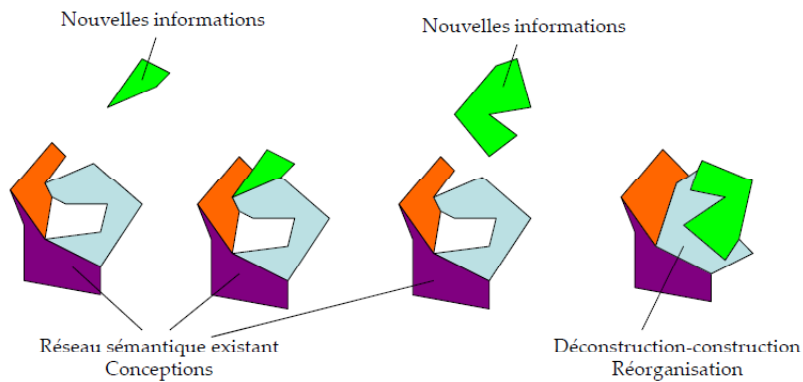 Nouvelles informations
Nouvelles informations
Réseau sémantique existant
Conceptions
Déconstruction-construction
Réorganisation